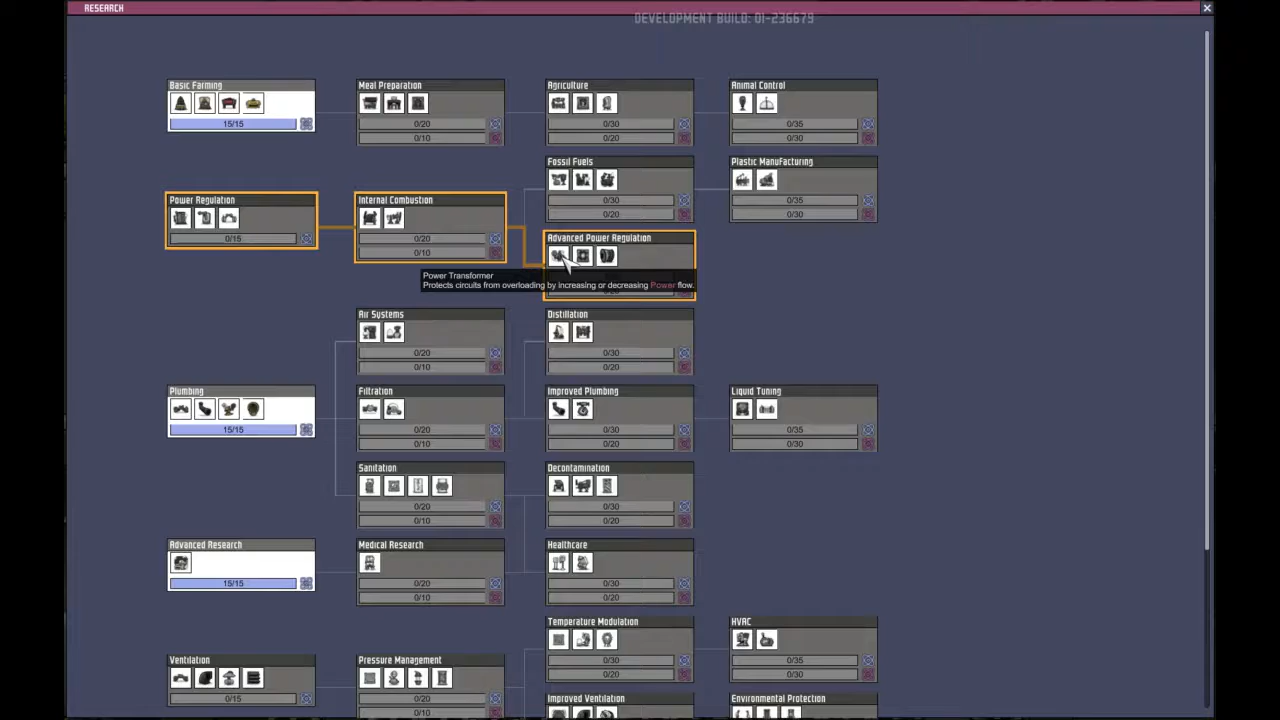 RESEARCH
DEVELOPMENT BUILD: 01-236679
Basic Farming
15/15
Meal Preparation
0/20
0/10
Agriculture
0/30
0/20
Animal Control
0/35
0/30
Fossil Fuels
0/30
0/20
Plastic Manufacturing
0/35
0/30
Power Regulation
0/15
Internal Combustion
0/20
0/10
Advanced Power Regulation
Power Transformer
Protects circuits from overloading by increasing or decreasing Power flow.
Air Systems
0/20
0/10
Distillation
0/30
0/20
Plumbing
15/15
Filtration
0/20
0/10
Improved Plumbing
0/30
0/20
Liquid Tuning
0/35
0/30
Sanitation
0/20
0/10
Decontamination
0/30
0/20
Advanced Research
15/15
Medical Research
0/20
0/10
Healthcare
0/30
0/20
Temperature Modulation
0/30
0/20
HVAC
0/35
0/30
Ventilation
0/15
Pressure Management
0/20
0/10
Improved Ventilation
Environmental Protection